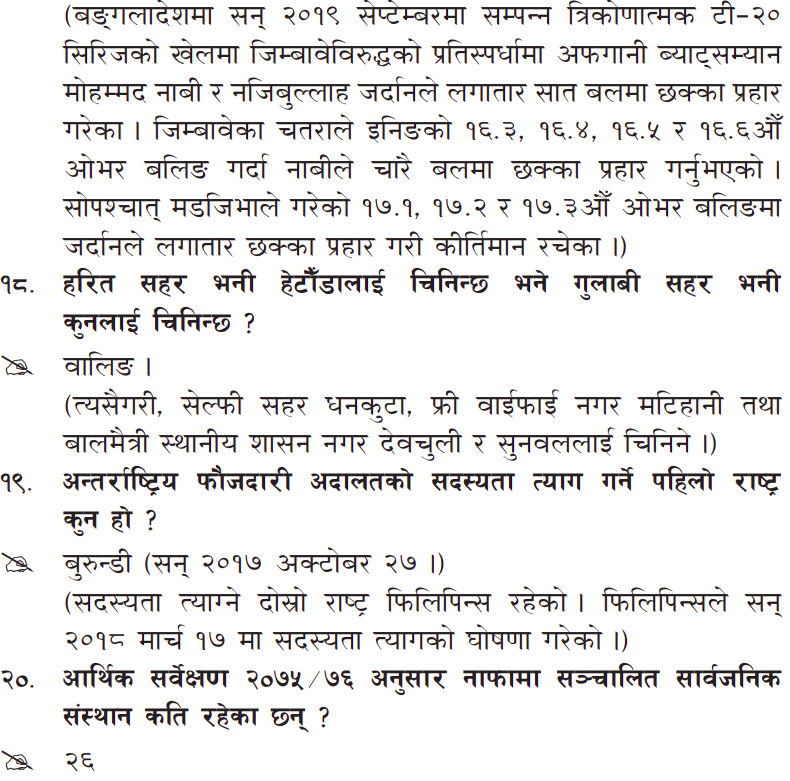 (बङ्गलादेशमा सन् २०१९ सेप्टेम्बरमा सम्पन्न त्रिकोणात्मक टी–२०
सिरिजको खेलमा जिम्बावेविरुद्धको प्रतिस्पर्धामा अफगानी ब्याट्सम्यान
मोहम्मद नाबी र नजिबुल्लाह जर्दानले लगातार सात बलमा छक्का प्रहार
गरेका । जिम्बावेका चतराले इनिङको १६.३, १६.४, १६.५ र १६.६औँ
ओभर बलिङ गर्दा नाबीले चारै बलमा छक्का प्रहार गर्नुभएको ।
सोपश्चात् मडजिभाले गरेको १७.१, १७.२ र १७.३औँ ओभर बलिङमा
जर्दानले लगातार छक्का प्रहार गरी कीर्तिमान रचेका ।)
१८. हरित सहर भनी हेटौँडालाई चिनिन्छ भने गुलाबी सहर भनी
कुनलाई चिनिन्छ ?
वालिङ ।
(त्यसैगरी, सेल्फी सहर धनकुटा, फ्री वाईफाई नगर मटिहानी तथा
बालमैत्री स्थानीय शासन नगर देवचुली र सुनवललाई चिनिने ।)
१९. अन्तर्राष्ट्रिय फौजदारी अदालतको सदस्यता त्याग गर्ने पहिलो राष्ट्र
कुन हो ?
बुरुन्डी (सन् २०१७ अक्टोबर २७ ।)
(सदस्यता त्याग्ने दोस्रो राष्ट्र फिलिपिन्स रहेको । फिलिपिन्सले सन्
२०१८ मार्च १७ मा सदस्यता त्यागको घोषणा गरेको ।)
२०. आर्थिक सर्वेक्षण २०७५/७६ अनुसार नाफामा सञ्चालित सार्वजनिक
संस्थान कति रहेका छन् ?
२६